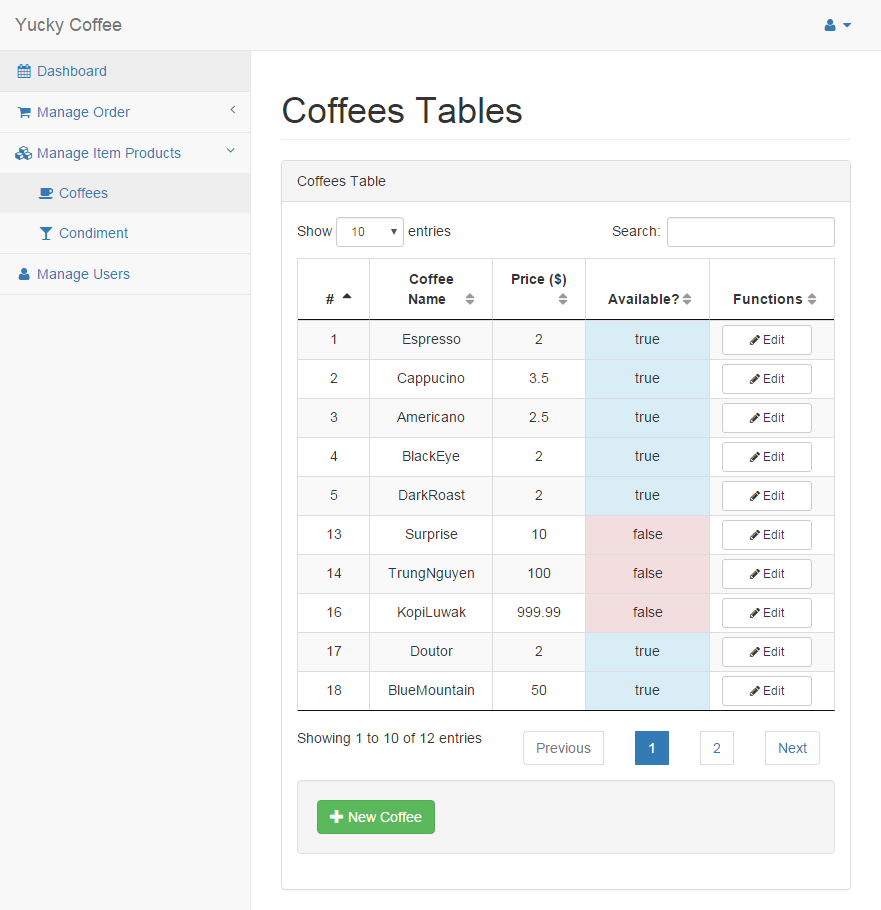 Yucky Coffee
Dashboard
Manage Order
Manage Item Products
Coffees
Condiment
Manage Users
Coffees Tables
Coffees Table
Show 10 entries Search:
# Coffee Name Price ($) Available? Functions
1 Espresso 2 true Edit
2 Cappucino 3.5 true Edit
3 Americano 2.5 true Edit
4 BlackEye 2 true Edit
5 DarkRoast 2 true Edit
13 Surprise 10 false Edit
14 TrungNguyen 100 false Edit
16 KopiLuwak 999.99 false Edit
17 Doutor 2 true Edit
18 BlueMountain 50 true Edit
Showing 1 to 10 of 12 entries Previous 1 2 Next
New Coffee